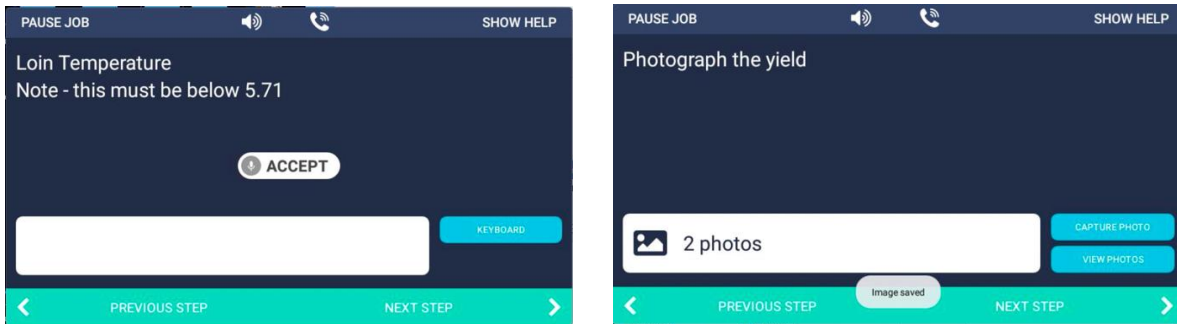 PAUSE JOB SHOW HELP
Loin Temperature
Note - this must be below 5.71
ACCEPT
KEYBOARD
PREVIOUS STEP NEXT STEP
PAUSE JOB SHOW HELP
Photograph the yield
2 photos
CAPTURE PHOTO
VIEW PHOTOS
Image saved
PREVIOUS STEP NEXT STEP